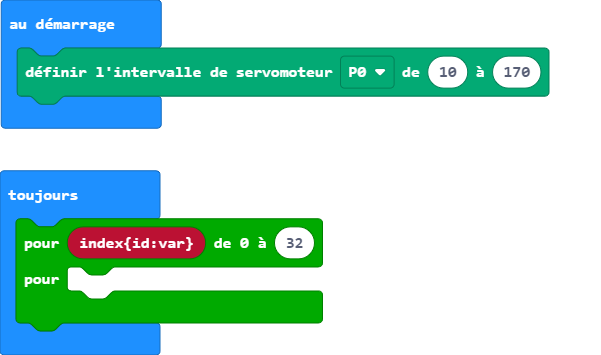 au démarrage
définir l'intervalle de servomoteur P0 de 10 à 170
toujours
pour index{id:var} de 0 à 32
pour